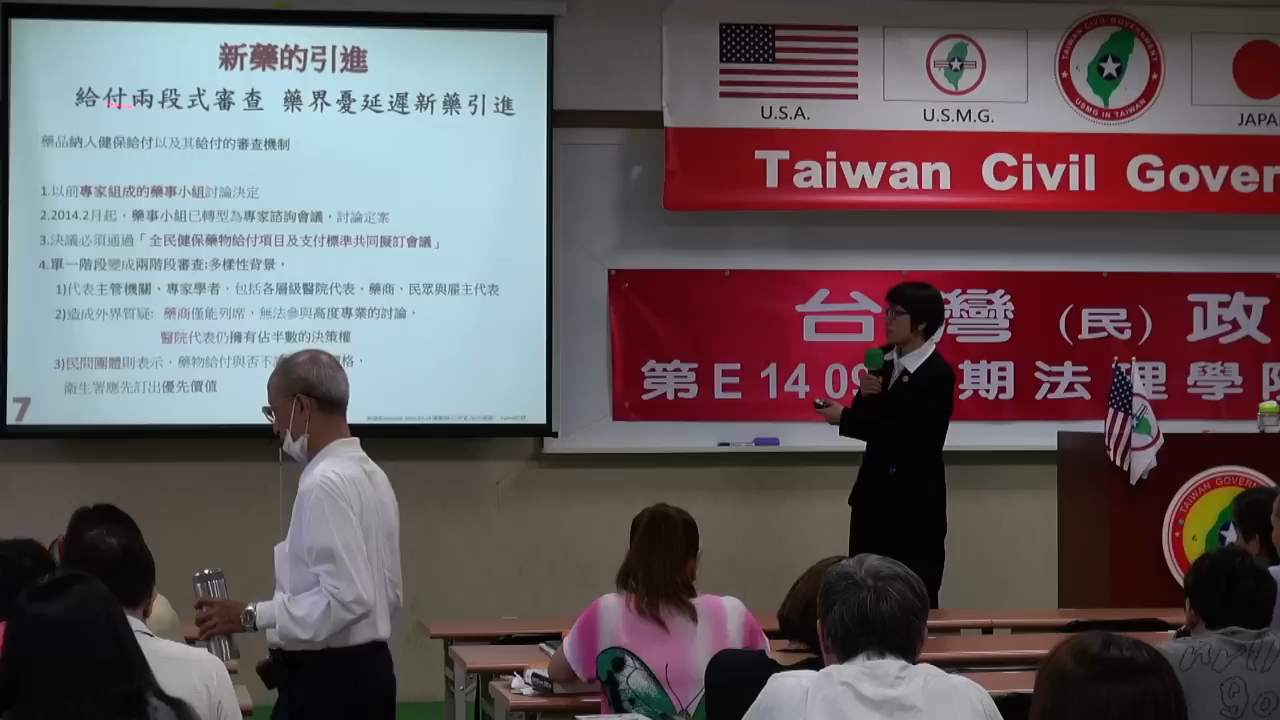 新藥的引進
給付兩段式審查 藥界憂延遲新藥引進
藥品納入健保給付以及其給付的審查機制
1.以前專家組成的藥事小組討論決定
2.2014.2月起，藥事小組已轉型為專家諮詢會議，討論定案
3.決議必須通過「全民健保藥物給付項目及支付標準共同擬訂會議」
4.單一階段變成兩階段審查:多樣性背景，
1)代表主管機關、專家學者，包括各層級醫院代表、藥商、民眾與雇主代表
2)造成外界質疑: 藥商僅能列席，無法參與高度專業的討論，
醫院代表仍擁有佔半數的決策權
3)民間團體則表示，藥物給付與否不
格，
衛生署應先訂出優先價值
7
U.S.A.
U.S.M.G.
TAIWAN CIVIL GOVERNMENT
USMG IN TAIWAN
JAPA
Taiwan Civil Gover
台灣（民）政
第E 14 09 期法理學院
TAIWAN GOVER